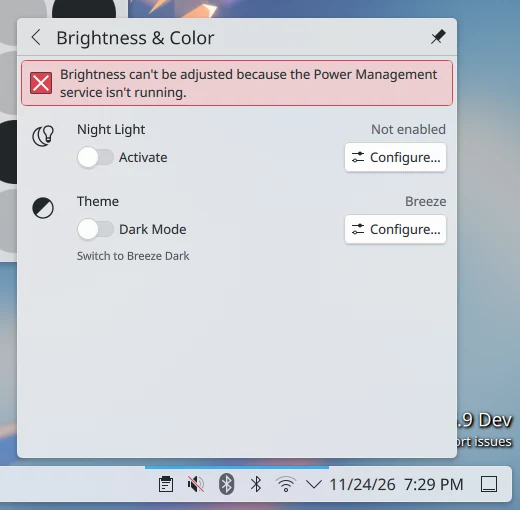 Brightness & Color
Brightness can't be adjusted because the Power Management
service isn't running.
Night Light
Not enabled
Activate
Configure...
Theme
Breeze
Dark Mode
Configure...
Switch to Breeze Dark
.9 Dev
ort issues
11/24/26 7:29 PM